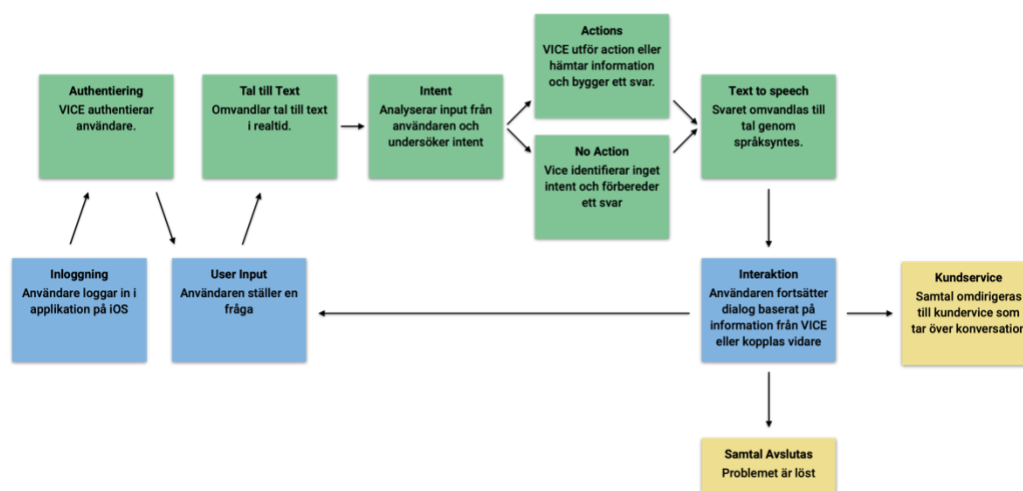 Actions
VICE utför action eller
hämtar information
och bygger ett svar.
Authentiering
VICE authentierar
användare.
Tal till Text
Omvandlar tal till text
i realtid.
Intent
Analyserar input från
användaren och
undersöker intent
No Action
Vice identifierar inget
intent och förbereder
ett svar
Text to speech
Svaret omvandlas till
tal genom
språksyntes.
Inloggning
Användare loggar in i
applikation på iOS
User Input
Användaren ställer en
fråga
Interaktion
Användaren fortsätter
dialog baserat på
information från VICE
eller kopplas vidare
Kundservice
Samtal omdirigeras
till kundervice som
tar över konversation
Samtal Avslutas
Problemet är löst